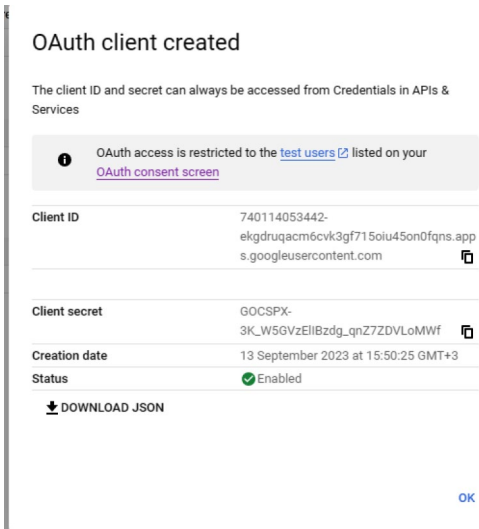 OAuth client created
The client ID and secret can always be accessed from Credentials in APIs &
Services
OAuth access is restricted to the test users listed on your
OAuth consent screen
Client ID
740114053442-
ekgdruqacm6cvk3gf715oiu45on0fqns.app
s.googleusercontent.com
Client secret
GOCSPX-
Creation date
13 September 2023 at 15:50:25 GMT+3
Status
Enabled
DOWNLOAD JSON
OK